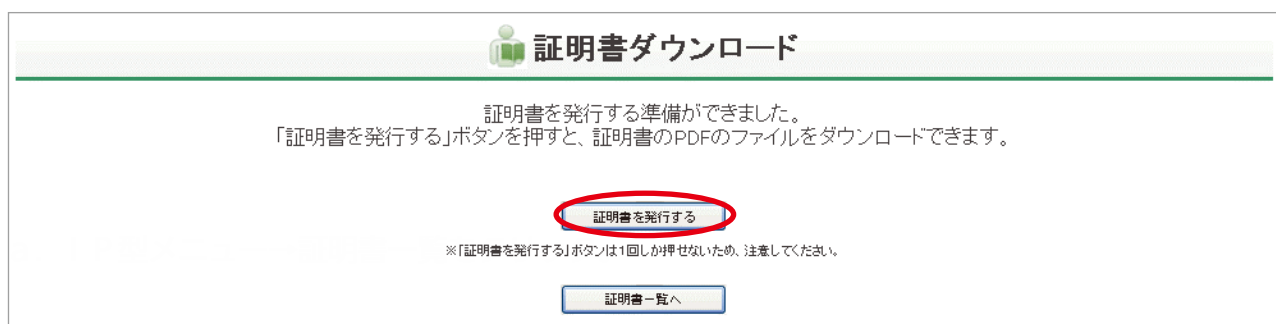 証明書ダウンロード
証明書を発行する準備ができました。
「証明書を発行する」ボタンを押すと、証明書のPDFのファイルをダウンロードできます。
証明書を発行する
※「証明書を発行する」ボタンは1回しか押せないため、注意してください。
証明書一覧へ